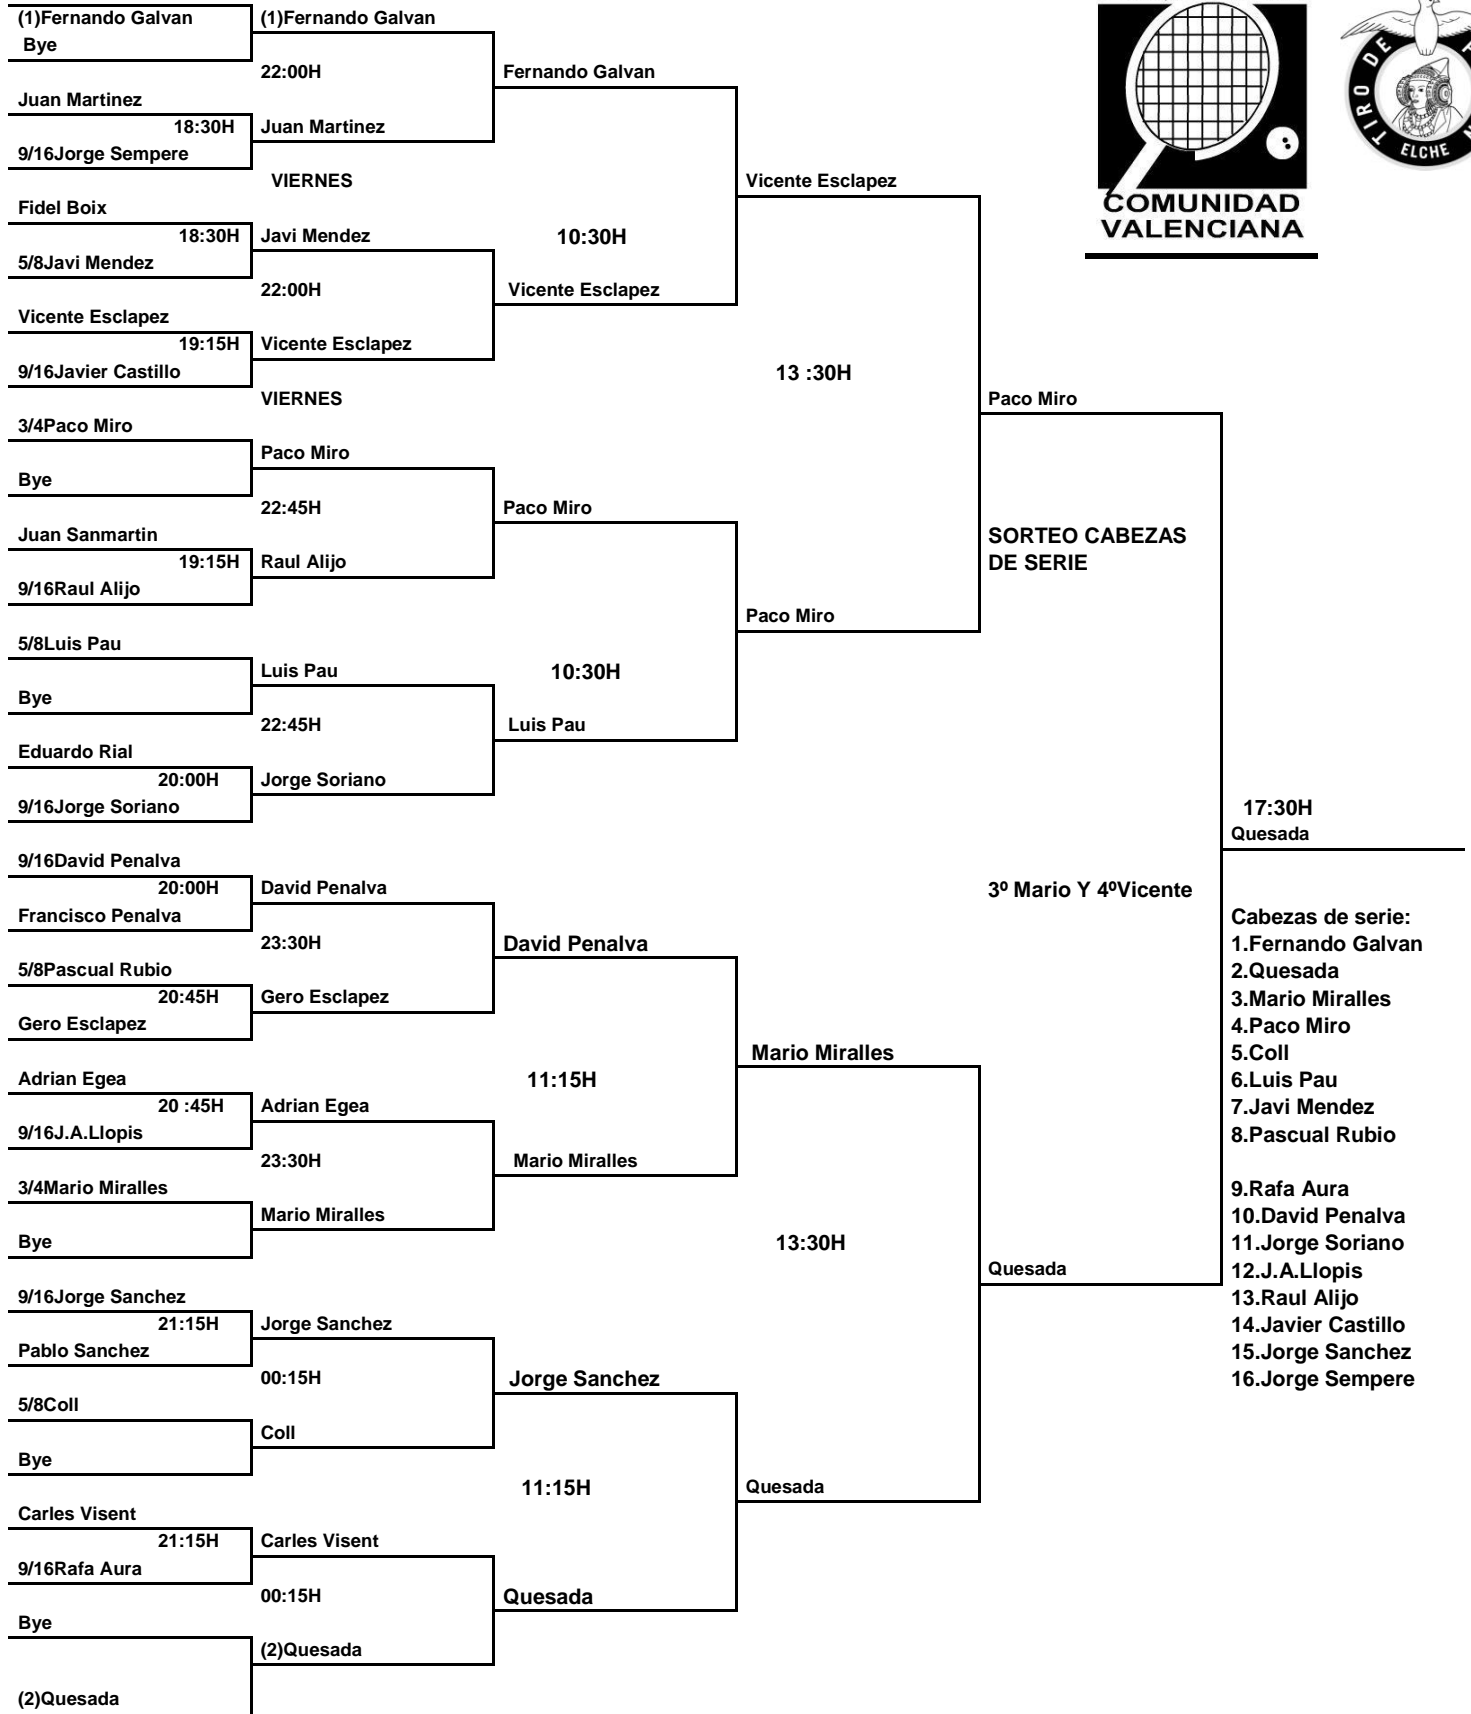 (1)Fernando Galvan
Bye
Juan Martinez
18:30H
9/16Jorge Sempere
Fidel Boix
18:30H
5/8Javi Mendez
Vicente Esclapez
19:15H
9/16Javier Castillo
3/4Paco Miro
Bye
Juan Sanmartin
19:15H
9/16Raul Alijo
5/8Luis Pau
Bye
Eduardo Rial
20:00H
9/16Jorge Soriano
9/16David Penalva
20:00H
Francisco Penalva
5/8Pascual Rubio
20:45H
Gero Esclapez
Adrian Egea
20 :45H
9/16J.A.Llopis
3/4Mario Miralles
Bye
9/16Jorge Sanchez
21:15H
Pablo Sanchez
5/8Coll
Bye
Carles Visent
21:15H
9/16Rafa Aura
Bye
(2)Quesada
(1)Fernando Galvan
22:00H
Juan Martinez
VIERNES
Javi Mendez
22:00H
Vicente Esclapez
VIERNES
Paco Miro
22:45H
Raul Alijo
Luis Pau
22:45H
Jorge Soriano
David Penalva
23:30H
Gero Esclapez
Adrian Egea
23:30H
Mario Miralles
Jorge Sanchez
00:15H
Coll
Carles Visent
00:15H
(2)Quesada
Fernando Galvan
10:30H
Vicente Esclapez
Paco Miro
10:30H
Luis Pau
David Penalva
11:15H
Mario Miralles
Jorge Sanchez
11:15H
Quesada
Vicente Esclapez
13 :30H
Paco Miro
Mario Miralles
13:30H
Quesada
Paco Miro
SORTEO CABEZAS
DE SERIE
3º Mario Y 4ºVicente
Quesada
COMUNIDAD
VALENCIANA
TIRO DE
ELCHE
17:30H
Quesada
Cabezas de serie:
1.Fernando Galvan
2.Quesada
3.Mario Miralles
4.Paco Miro
5.Coll
6.Luis Pau
7.Javi Mendez
8.Pascual Rubio
9.Rafa Aura
10.David Penalva
11.Jorge Soriano
12.J.A.Llopis
13.Raul Alijo
14.Javier Castillo
15.Jorge Sanchez
16.Jorge Sempere